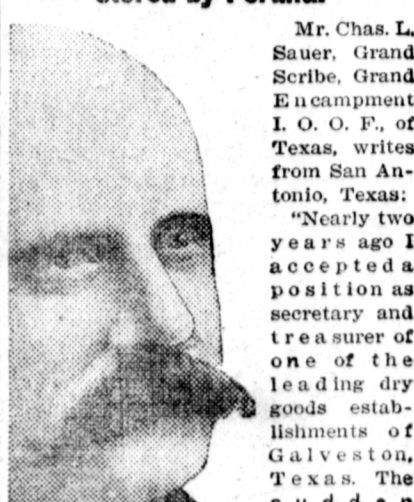 by
Mr. Chas. L.
Sauer, Grand
Scribe, Grand
Encampment
I. O. O. F., of
Texas, writes
from San An-
tonio, Texas:
"Nearly two
years ago I
accepted a
position as
secretary and
treasurer of
one of the
leading dry
goods estab-
lishments of
Galveston,
Texas. The